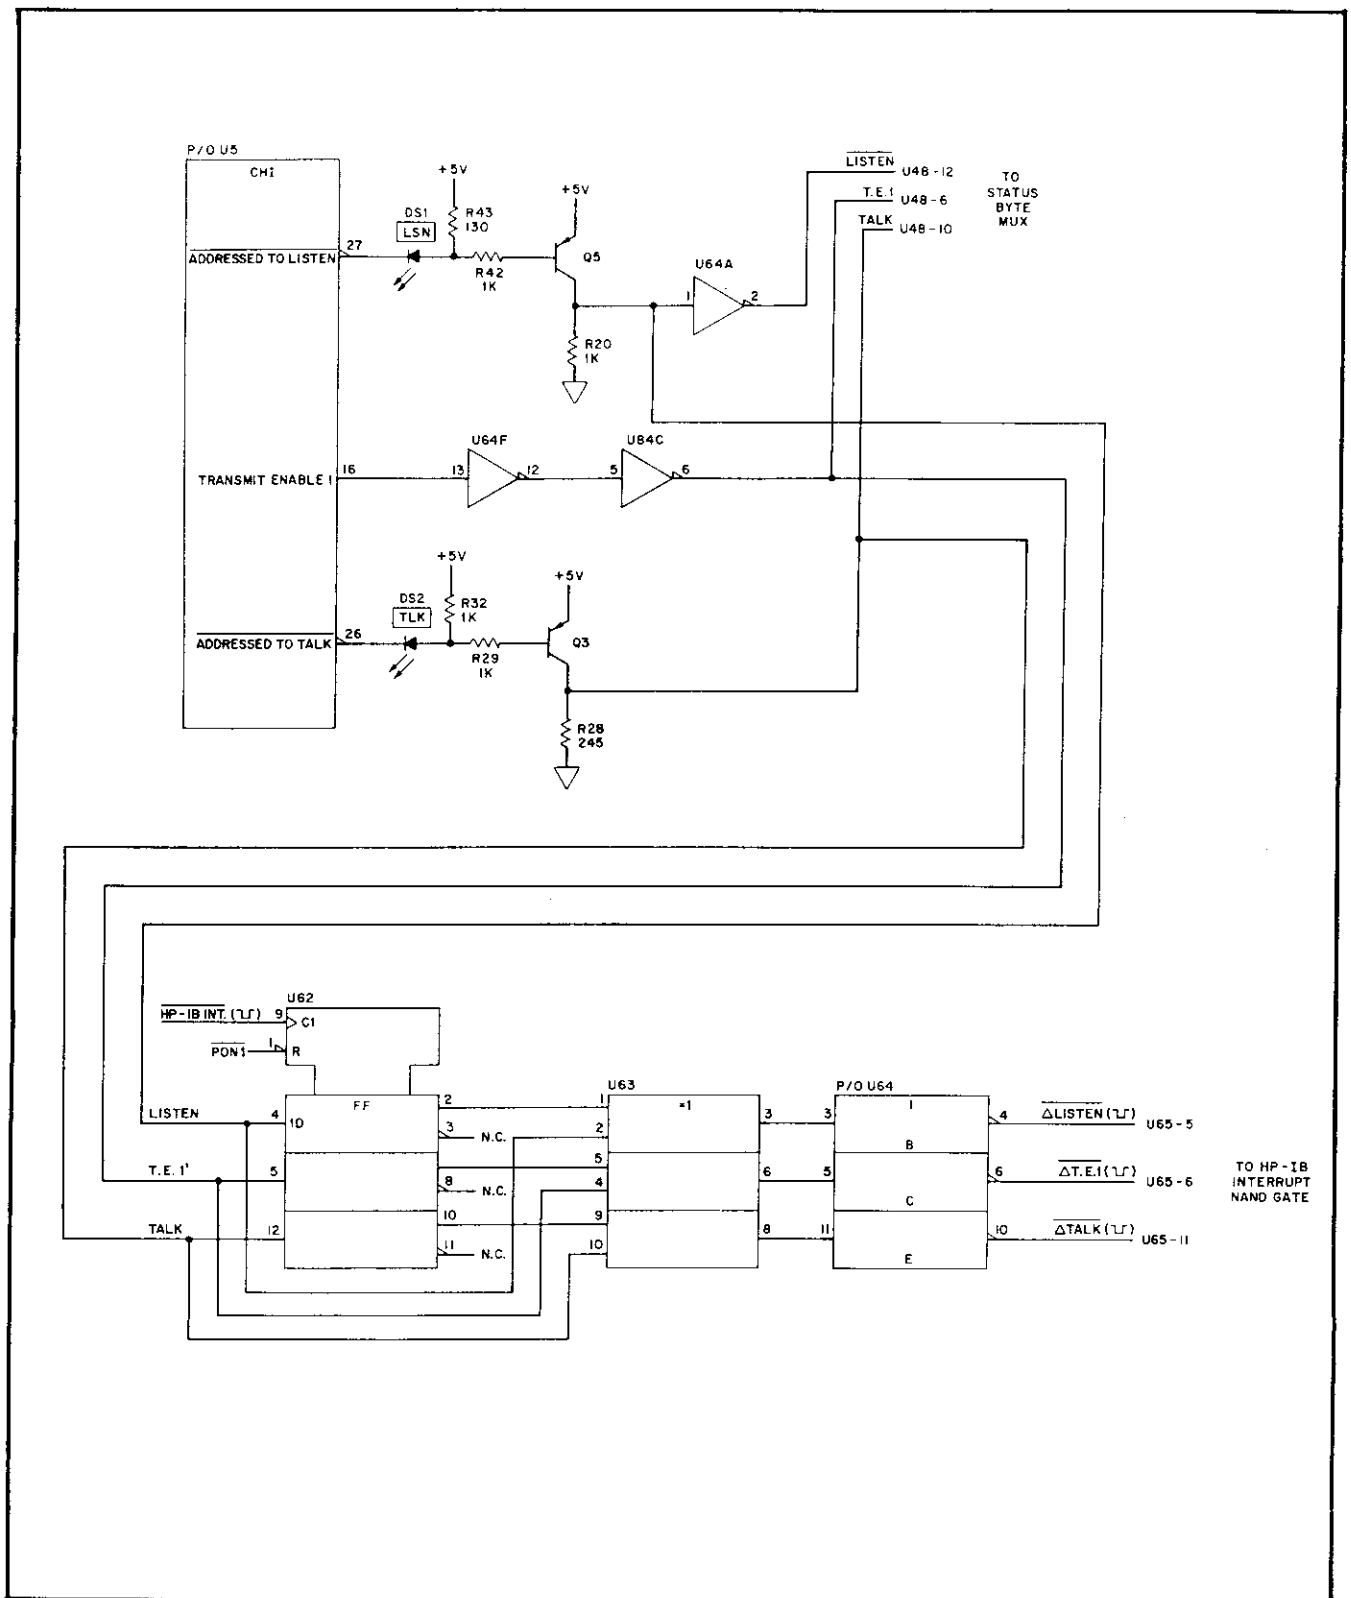 P/O U5
CHI
ADDRESSED TO LISTEN
27
DS1
LSN
+5V
R43
130
R42
1K
+5V
Q5
R20
1K
U64A
1
2
LISTEN
U48-12
T.E.1
U48-6
TALK
U48-10
TO
STATUS
BYTE
MUX
TRANSMIT ENABLE 1
16
U64F
13
12
U84C
5
6
ADDRESSED TO TALK
26
DS2
TLK
+5V
R32
1K
R29
1K
+5V
Q3
R28
245
U62
HP-IB INT.
9
C1
PON1
1
R
FF
LISTEN
4
1D
2
3
N.C.
T.E.1'
5
8
N.C.
TALK
12
10
11
N.C.
U63
=1
1
2
5
4
9
10
3
6
8
P/O U64
3
1
B
4
ΔLISTEN
U65-5
5
C
6
ΔT.E.1
U65-6
11
E
10
ΔTALK
U65-11
TO HP-IB
INTERRUPT
NAND GATE